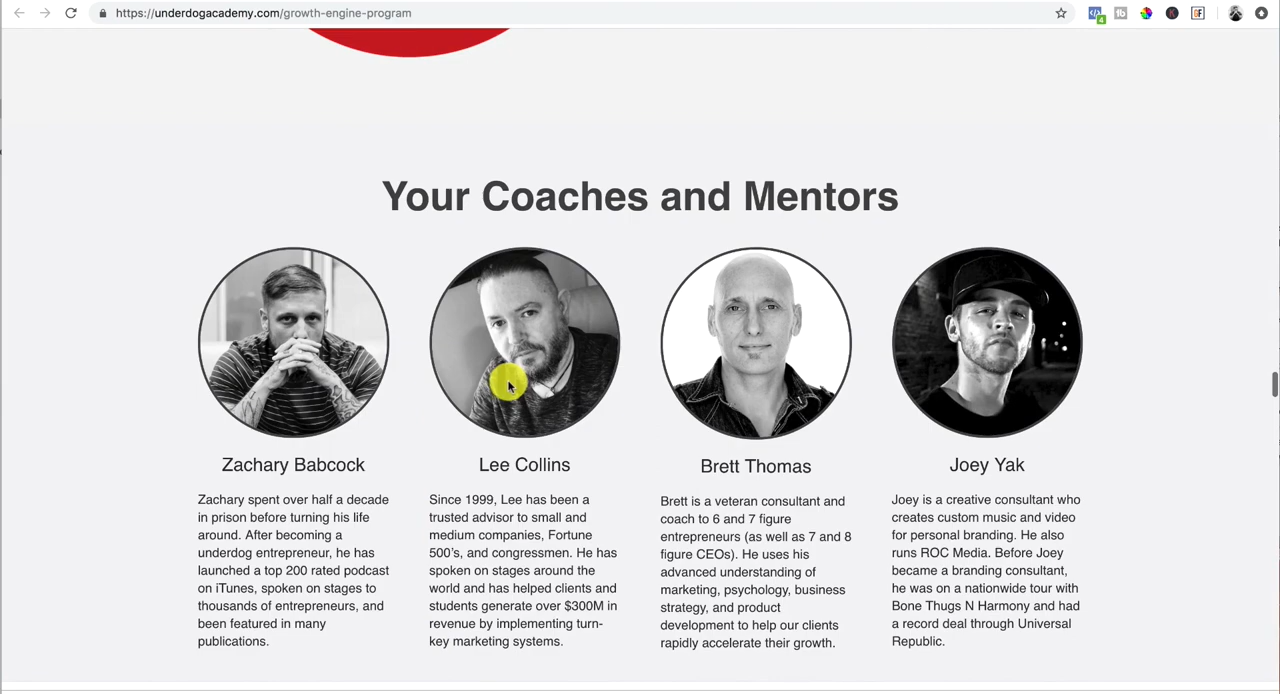 https://underdogacademy.com/growth-engine-program
4
tb
K
Your Coaches and Mentors
Zachary Babcock
Zachary spent over half a decade
in prison before turning his life
around. After becoming a
underdog entrepreneur, he has
launched a top 200 rated podcast
on iTunes, spoken on stages to
thousands of entrepreneurs, and
been featured in many
publications.
Lee Collins
Since 1999, Lee has been a
trusted advisor to small and
medium companies, Fortune
500's, and congressmen. He has
spoken on stages around the
world and has helped clients and
students generate over $300M in
revenue by implementing turn-
key marketing systems.
Brett Thomas
Brett is a veteran consultant and
coach to 6 and 7 figure
entrepreneurs (as well as 7 and 8
figure CEOs). He uses his
advanced understanding of
marketing, psychology, business
strategy, and product
development to help our clients
rapidly accelerate their growth.
Joey Yak
Joey is a creative consultant who
creates custom music and video
for personal branding. He also
runs ROC Media. Before Joey
became a branding consultant,
he was on a nationwide tour with
Bone Thugs N Harmony and had
a record deal through Universal
Republic.